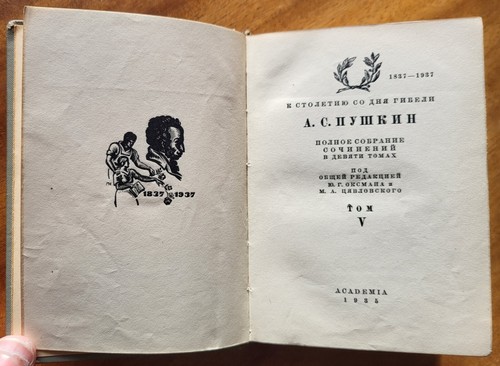 1837 1937
1837—1937
К СТОЛЕТИЮ СО ДНЯ ГИБЕЛИ
А. С. ПУШКИН
ПОЛНОЕ СОБРАНИЕ
СОЧИНЕНИЙ
В ДЕВЯТИ ТОМАХ
ПОД
ОБЩЕЙ РЕДАКЦИЕЙ
Ю. Г. ОКСМАНА и
М. А. ЦЯВЛОВСКОГО
ТОМ
V
ACADEMIA
1935